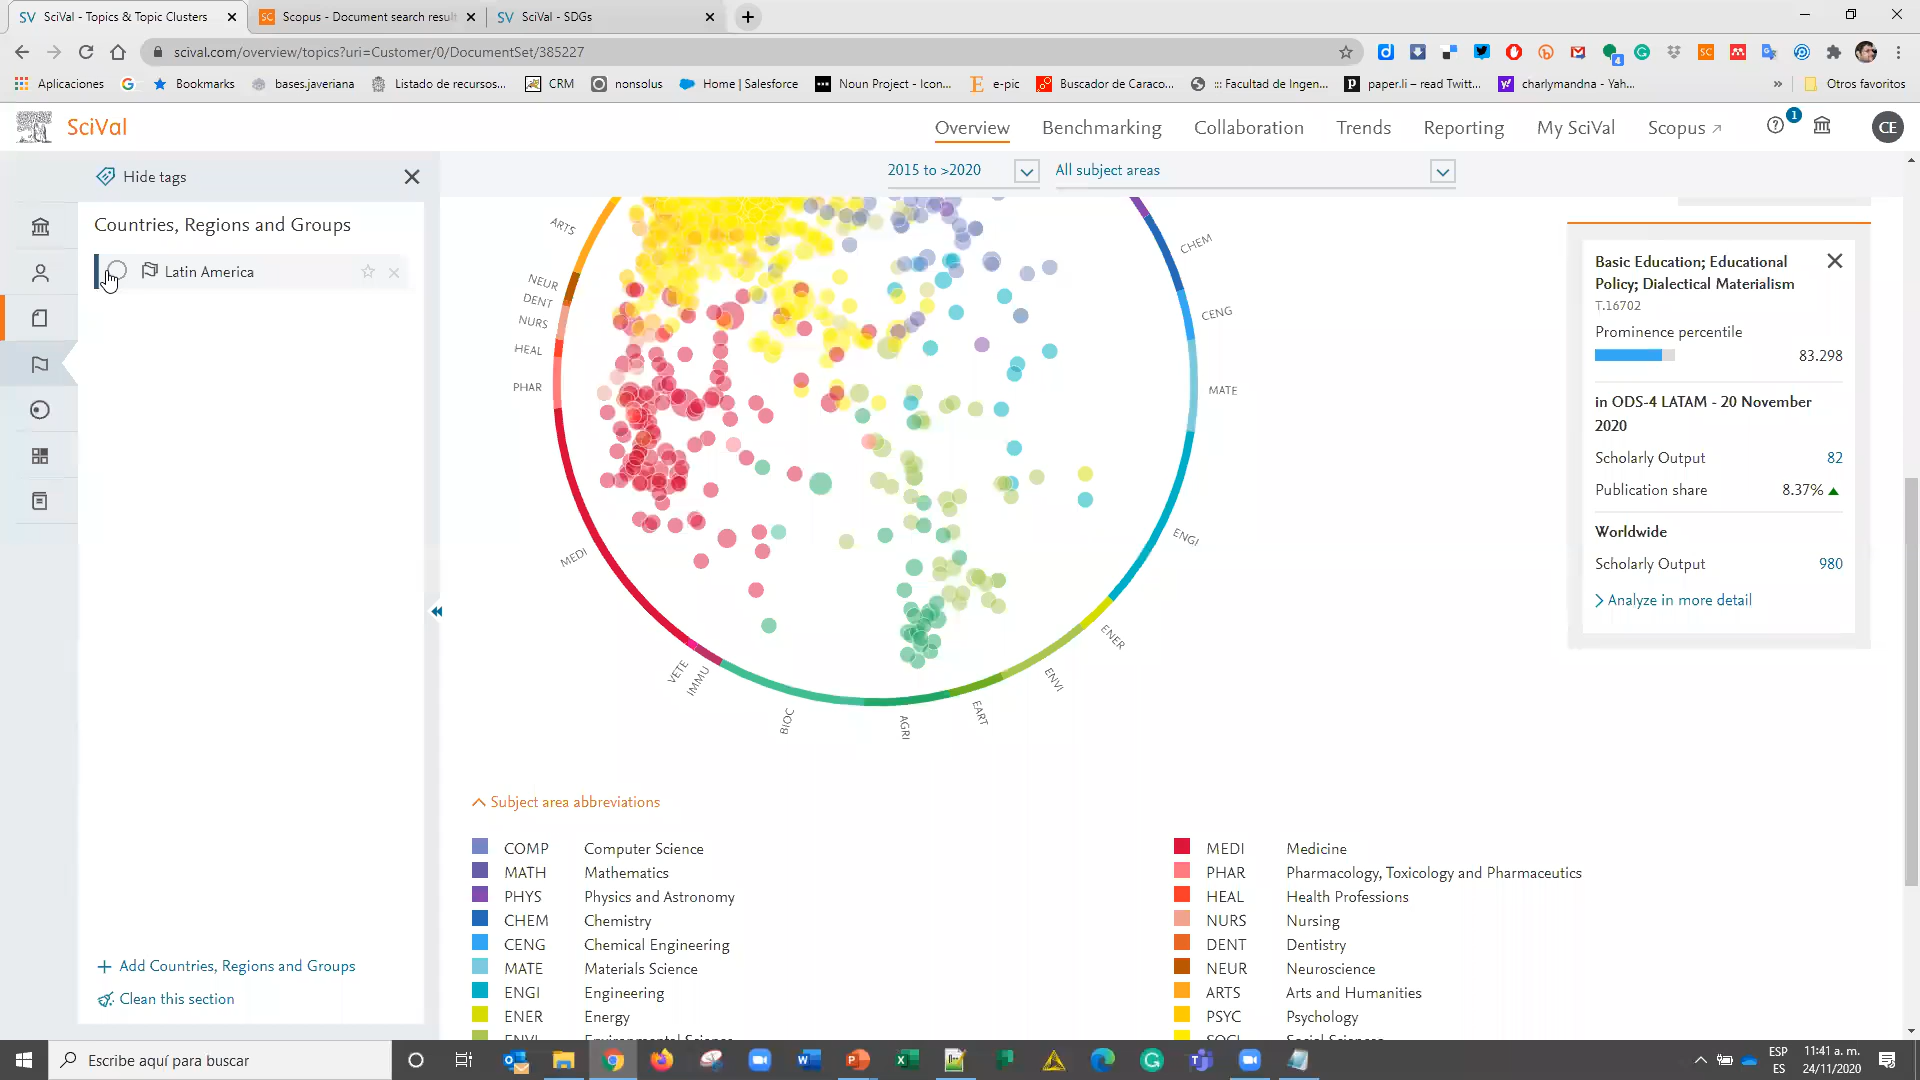 SciVal - Topics & Topic Clusters
Scopus - Document search result
SciVal - SDGs
scival.com/overview/topics?uri=Customer/0/DocumentSet/385227
Aplicaciones
Bookmarks
bases.javeriana
Listado de recursos...
CRM
nonsolus
Home | Salesforce
Noun Project - Icon...
e-pic
Buscador de Caraco...
::: Facultad de Ingen...
paper.li – read Twitt...
charlymandna - Yah...
Otros favoritos
SciVal
Overview
Benchmarking
Collaboration
Trends
Reporting
My SciVal
Scopus
1
CE
Hide tags
2015 to >2020
All subject areas
Countries, Regions and Groups
Latin America
ARTS
NEUR
DENT
NURS
HEAL
PHAR
MEDI
VETE
IMMU
BIOC
AGRI
EART
ENVI
ENER
ENGI
MATE
CENG
CHEM
Basic Education; Educational
Policy; Dialectical Materialism
T.16702
Prominence percentile
83.298
in ODS-4 LATAM - 20 November
2020
Scholarly Output 82
Publication share 8.37%
Worldwide
Scholarly Output 980
Analyze in more detail
Subject area abbreviations
COMP Computer Science
MATH Mathematics
PHYS Physics and Astronomy
CHEM Chemistry
CENG Chemical Engineering
MATE Materials Science
ENGI Engineering
ENER Energy
MEDI Medicine
PHAR Pharmacology, Toxicology and Pharmaceutics
HEAL Health Professions
NURS Nursing
DENT Dentistry
NEUR Neuroscience
ARTS Arts and Humanities
PSYC Psychology
Add Countries, Regions and Groups
Clean this section
Escribe aquí para buscar
ESP
ES
11:41 a. m.
24/11/2020